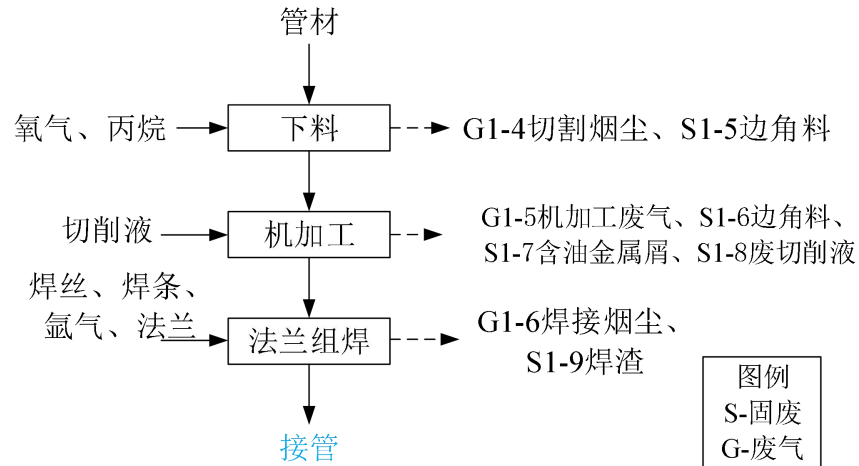 管材
氧气、丙烷
下料
G1-4切割烟尘、S1-5边角料
切削液
机加工
G1-5机加工废气、S1-6边角料、
S1-7含油金属屑、S1-8废切削液
焊丝、焊条、
氩气、法兰
法兰组焊
G1-6焊接烟尘、
S1-9焊渣
接管
图例
S-固废
G-废气